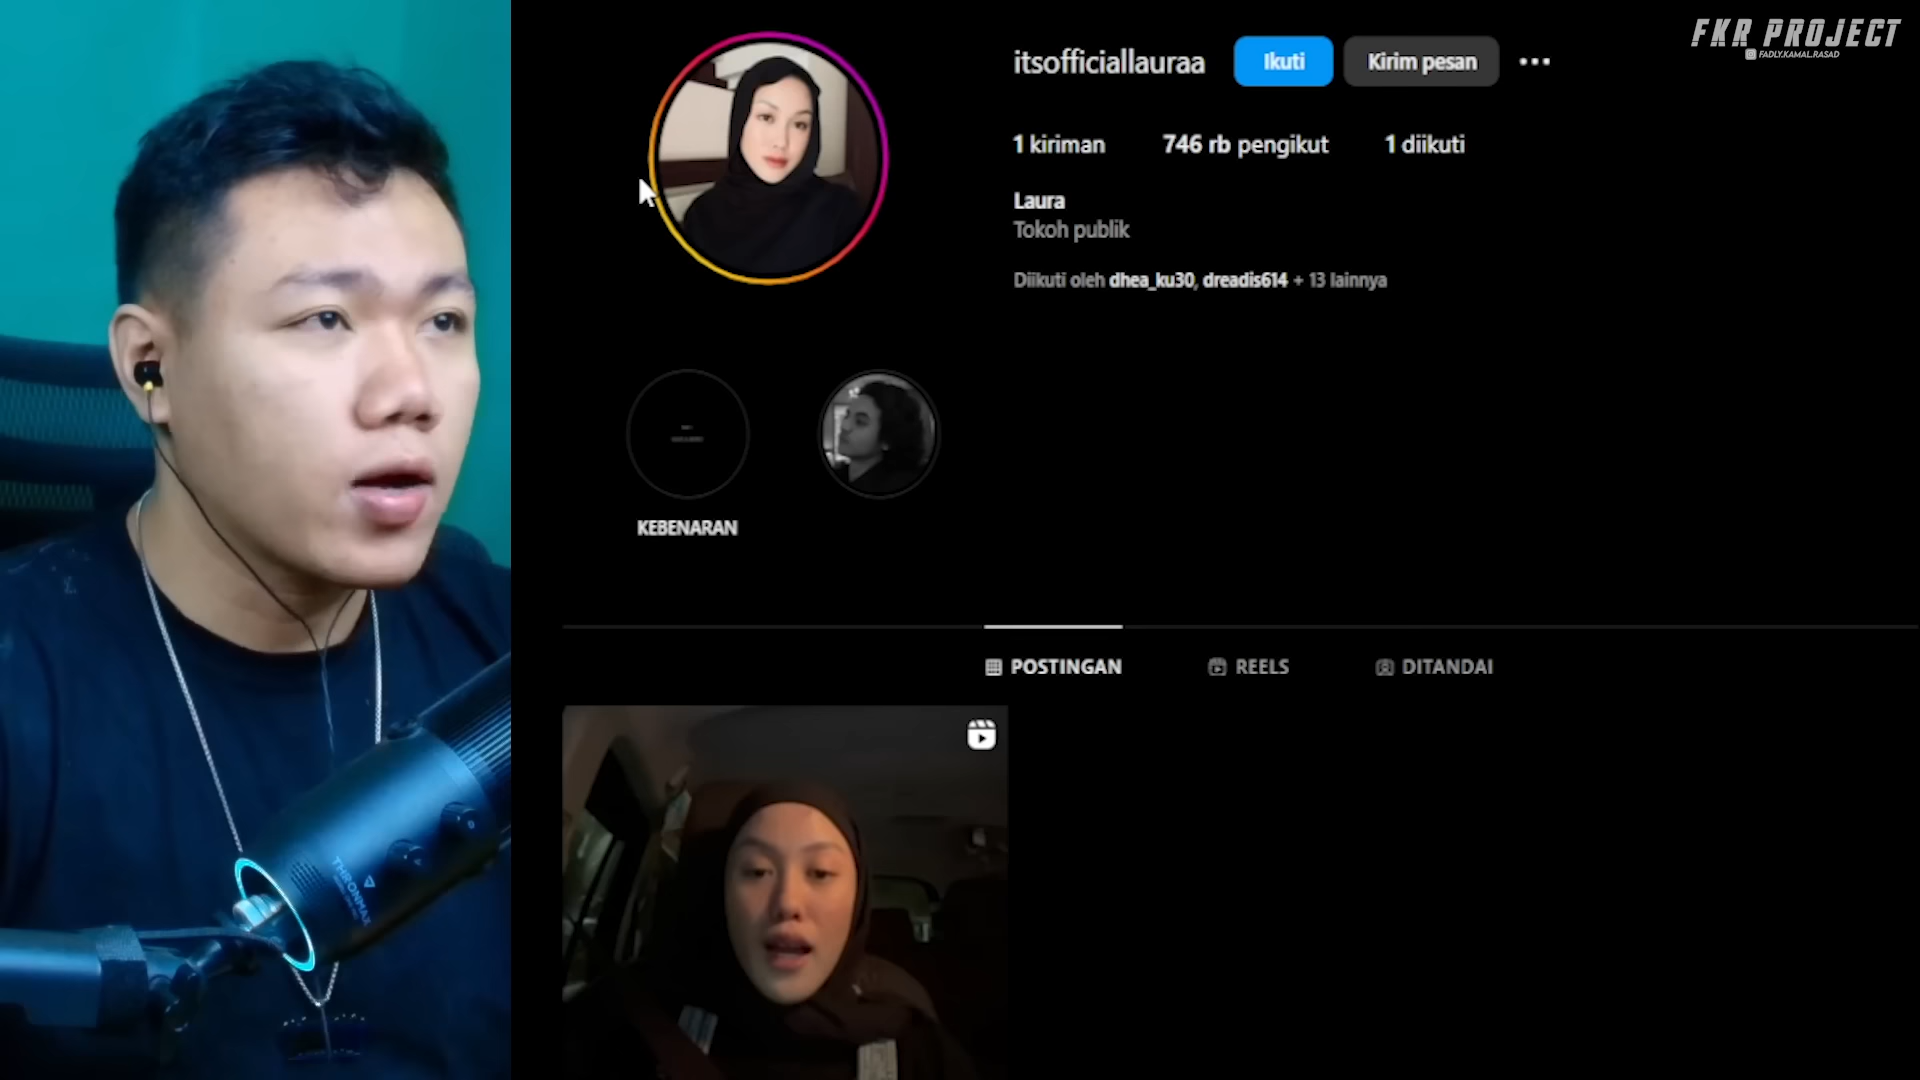 FKR PROJECT
FADLY.KAMAL.RASAD
itsofficiallauraa
Ikuti
Kirim pesan
1 kiriman
746 rb pengikut
1 diikuti
Laura
Tokoh publik
Diikuti oleh dhea_ku30, dreadis614 + 13 lainnya
KEBENARAN
POSTINGAN
REELS
DITANDAI
THRONMAX